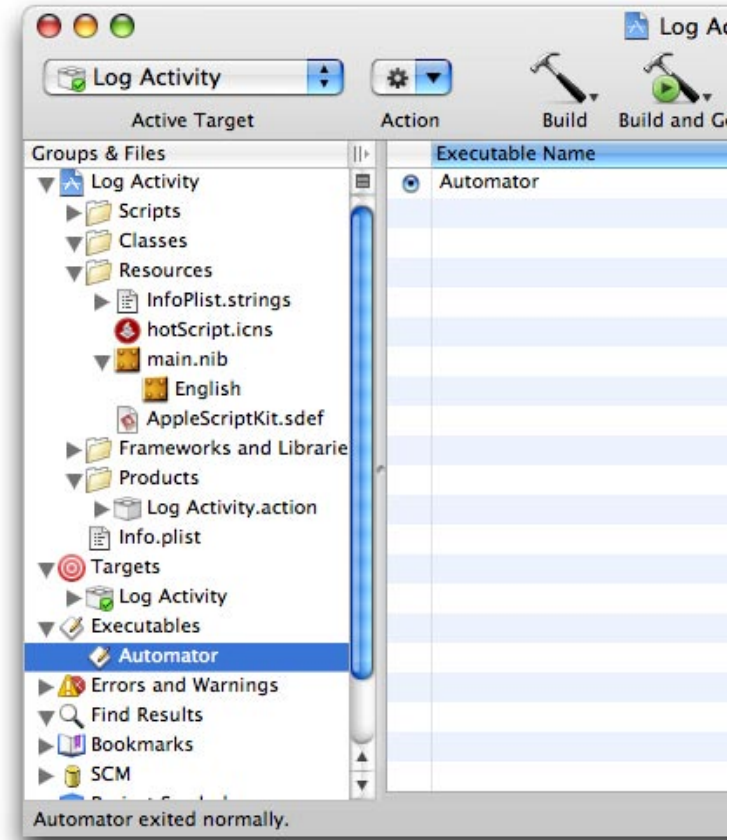 Log Ac
Log Activity
Active Target
Action
Build
Build and G
Groups & Files
Executable Name
Log Activity
Automator
Scripts
Classes
Resources
InfoPlist.strings
hotScript.icns
main.nib
English
AppleScriptKit.sdef
Frameworks and Librarie
Products
Log Activity.action
Info.plist
Targets
Log Activity
Executables
Automator
Errors and Warnings
Find Results
Bookmarks
SCM
Automator exited normally.